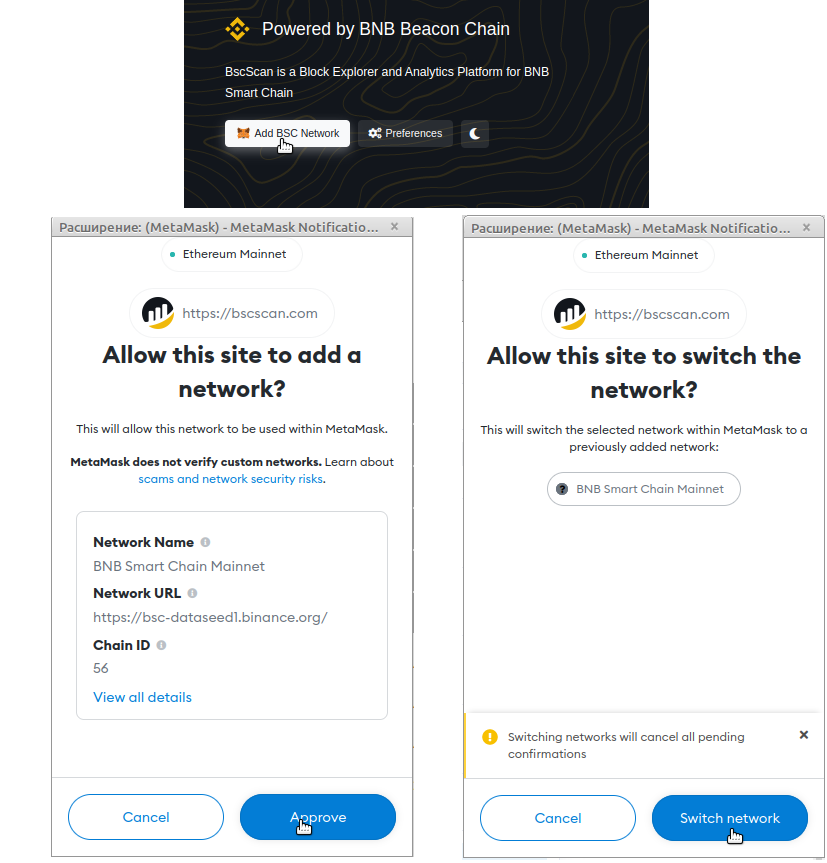 Powered by BNB Beacon Chain
BscScan is a Block Explorer and Analytics Platform for BNB
Smart Chain
Add BSC Network
Preferences
Расширение: (MetaMask) - MetaMask Notificatio...
Ethereum Mainnet
https://bscscan.com
Allow this site to add a
network?
This will allow this network to be used within MetaMask.
MetaMask does not verify custom networks. Learn about
scams and network security risks.
Network Name
BNB Smart Chain Mainnet
Network URL
https://bsc-dataseed1.binance.org/
Chain ID
56
View all details
Cancel
Approve
Расширение: (MetaMask) - MetaMask Notificatio...
Ethereum Mainnet
https://bscscan.com
Allow this site to switch the
network?
This will switch the selected network within MetaMask to a
previously added network:
? BNB Smart Chain Mainnet
Switching networks will cancel all pending
confirmations
Cancel
Switch network